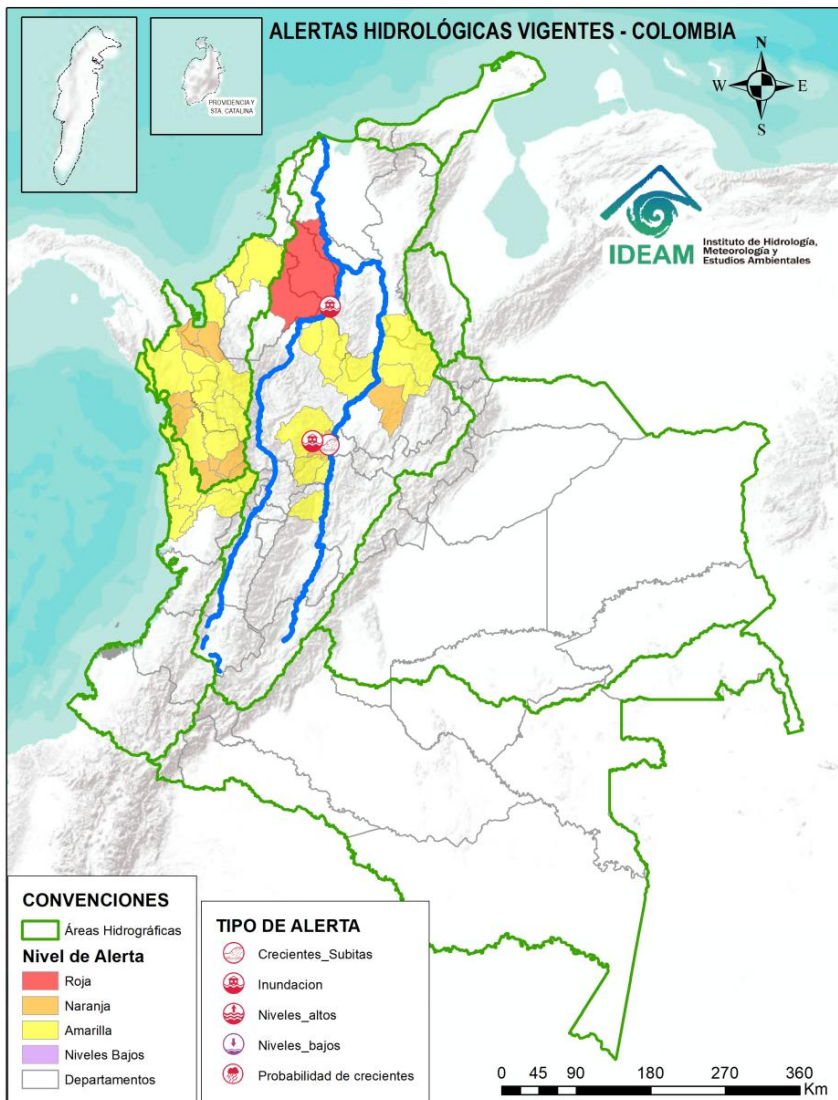 ALERTAS HIDROLÓGICAS VIGENTES - COLOMBIA
PROVIDENCIA Y
STA. CATALINA
N
W
E
S
IDEAM
Instituto de Hidrología,
Meteorología y
Estudios Ambientales
CONVENCIONES
Áreas Hidrográficas
Nivel de Alerta
Roja
Naranja
Amarilla
Niveles Bajos
Departamentos
TIPO DE ALERTA
Crecientes_Subitas
Inundacion
Niveles_altos
Niveles_bajos
Probabilidad de crecientes
0 45 90 180 270 360
Km